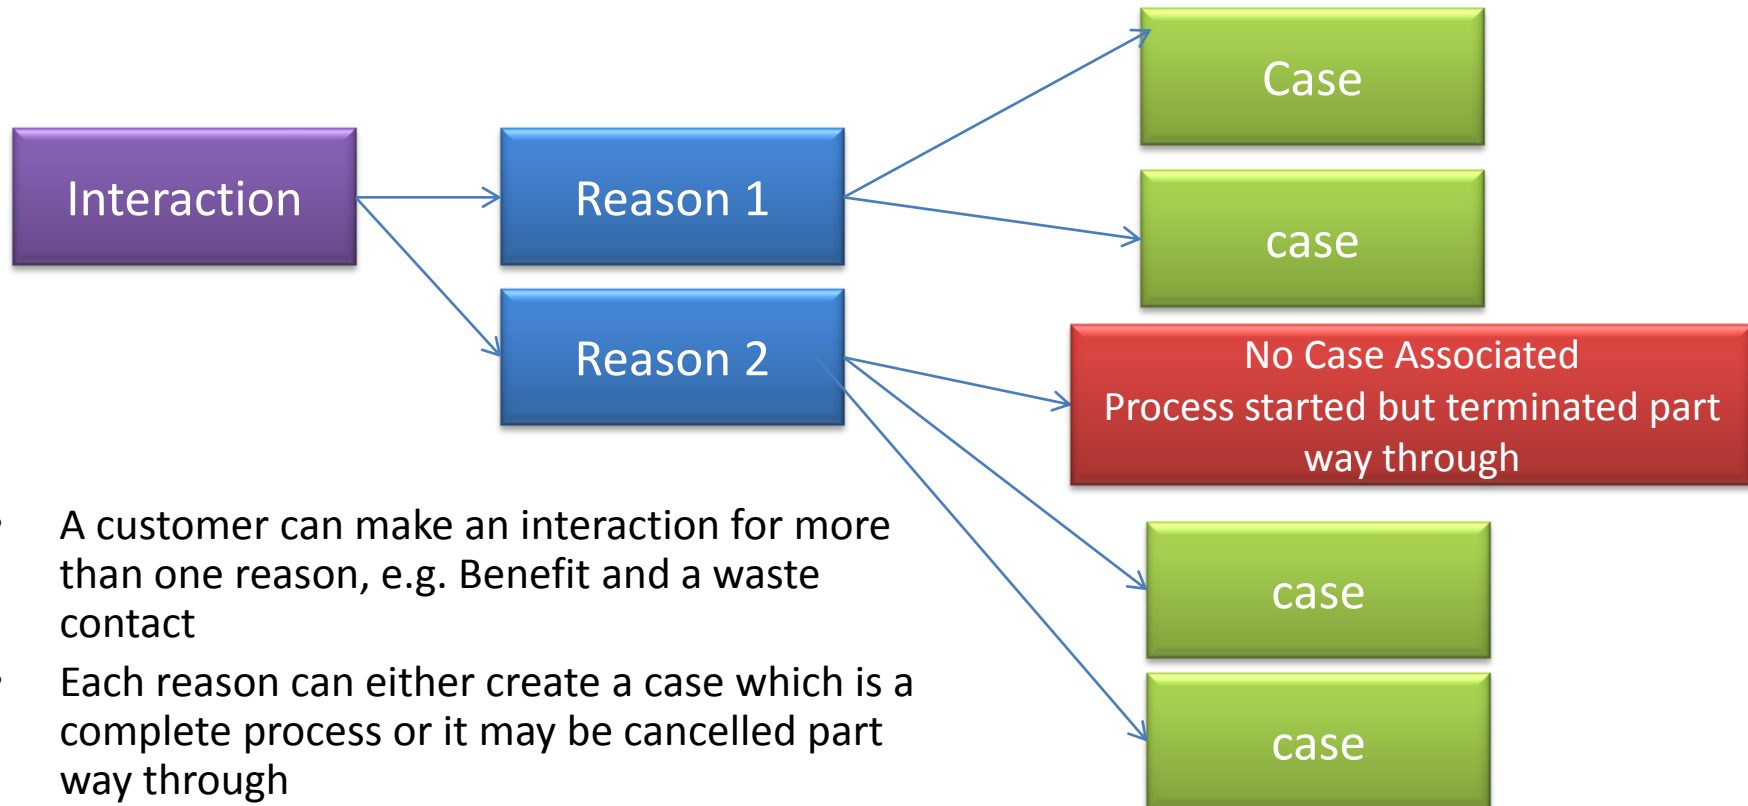 Case
Interaction
Reason 1
case
Reason 2
No Case Associated
Process started but terminated part
way through
• A customer can make an interaction for more
than one reason, e.g. Benefit and a waste
contact
• Each reason can either create a case which is a
complete process or it may be cancelled part
way through
case
case